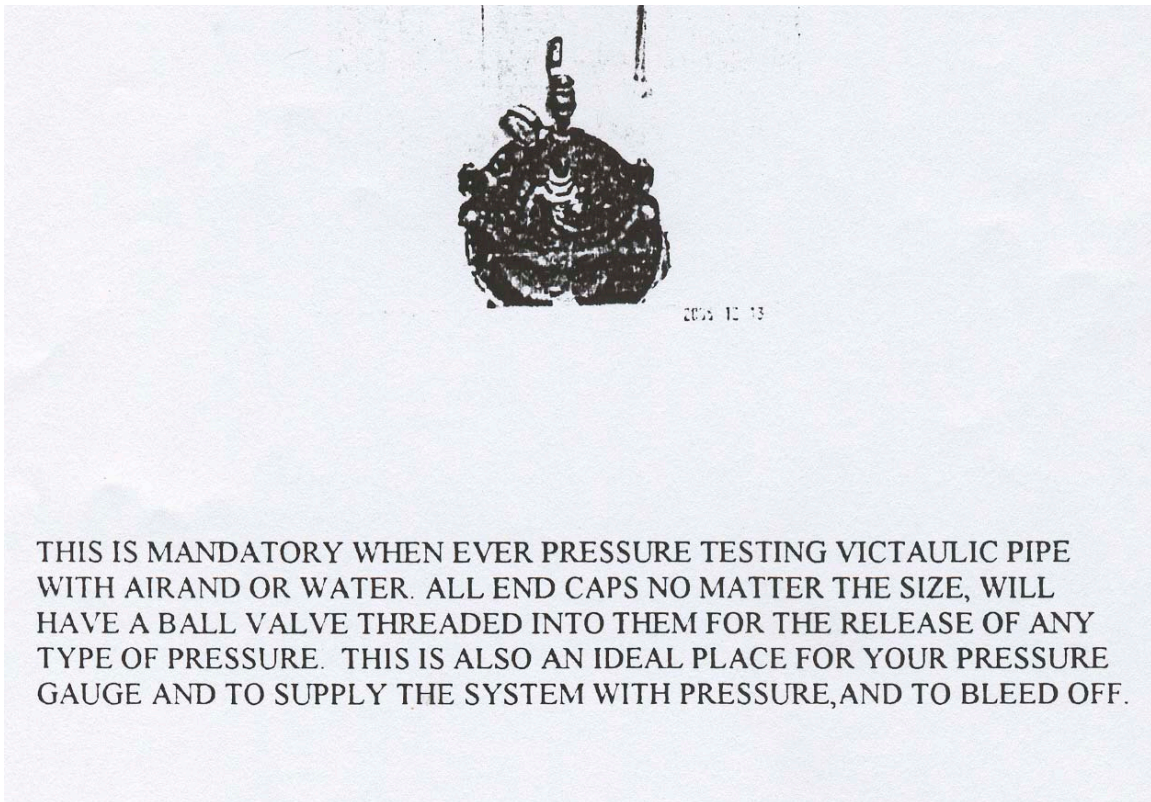 THIS IS MANDATORY WHEN EVER PRESSURE TESTING VICTAULIC PIPE
WITH AIRAND OR WATER. ALL END CAPS NO MATTER THE SIZE, WILL
HAVE A BALL VALVE THREADED INTO THEM FOR THE RELEASE OF ANY
TYPE OF PRESSURE. THIS IS ALSO AN IDEAL PLACE FOR YOUR PRESSURE
GAUGE AND TO SUPPLY THE SYSTEM WITH PRESSURE,AND TO BLEED OFF.